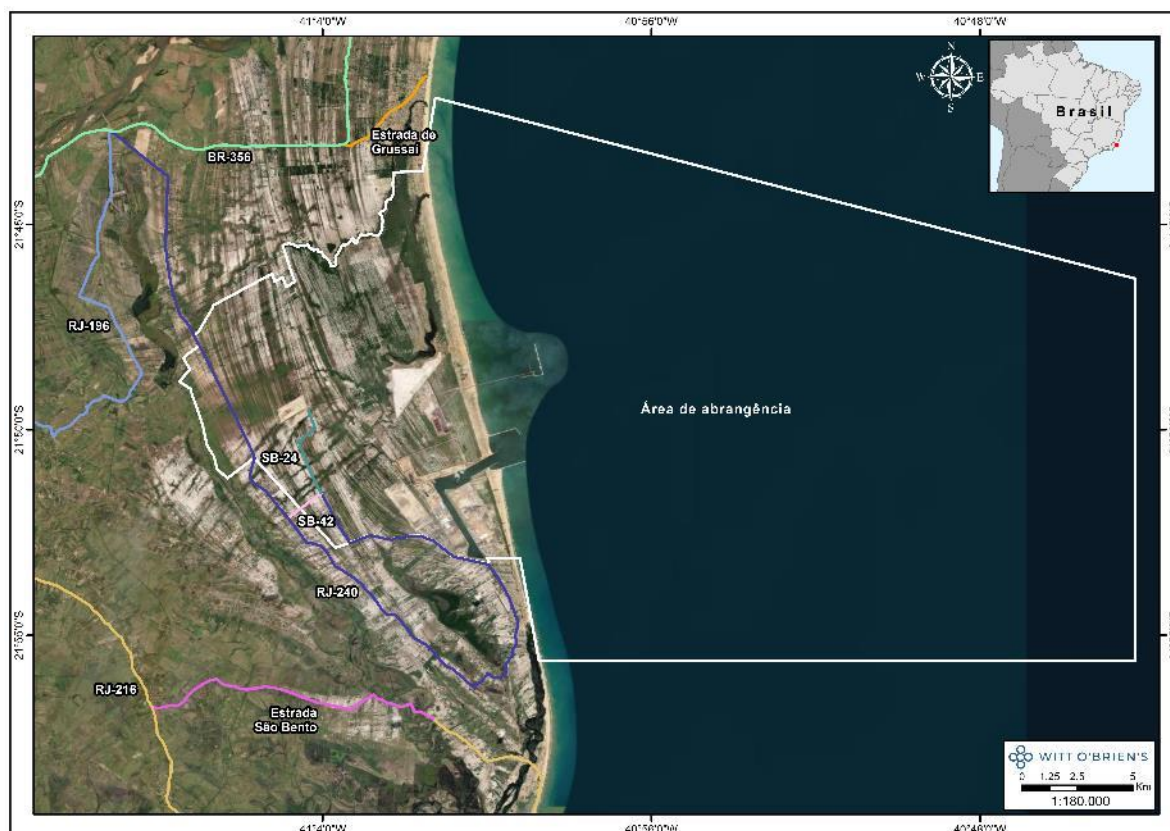 41°4'0"W
40°56'0"W
40°48'0"W
N
W
E
S
Brasil
Estrada de
Grussaí
BR-356
21°45'0"S
RJ-196
Área de abrangência
21°50'0"S
SB-24
SB-42
RJ-240
21°55'0"S
RJ-216
Estrada
São Bento
WITT O'BRIEN'S
0 1.25 2.5 5
Km
1:180.000
41°4'0"W
40°56'0"W
40°48'0"W